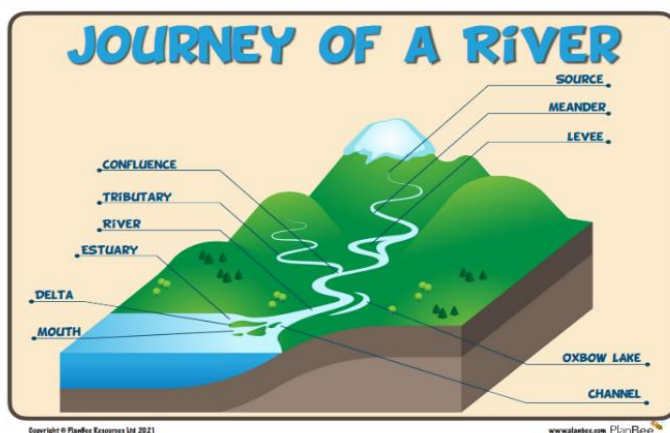 JOURNEY OF A RIVER
SOURCE
MEANDER
LEVEE
CONFLUENCE
TRIBUTARY
RIVER
ESTUARY
DELTA
MOUTH
OXBOW LAKE
CHANNEL
Copyright © PlanBee Resources Ltd 2021
www.planbee.com PlanBee